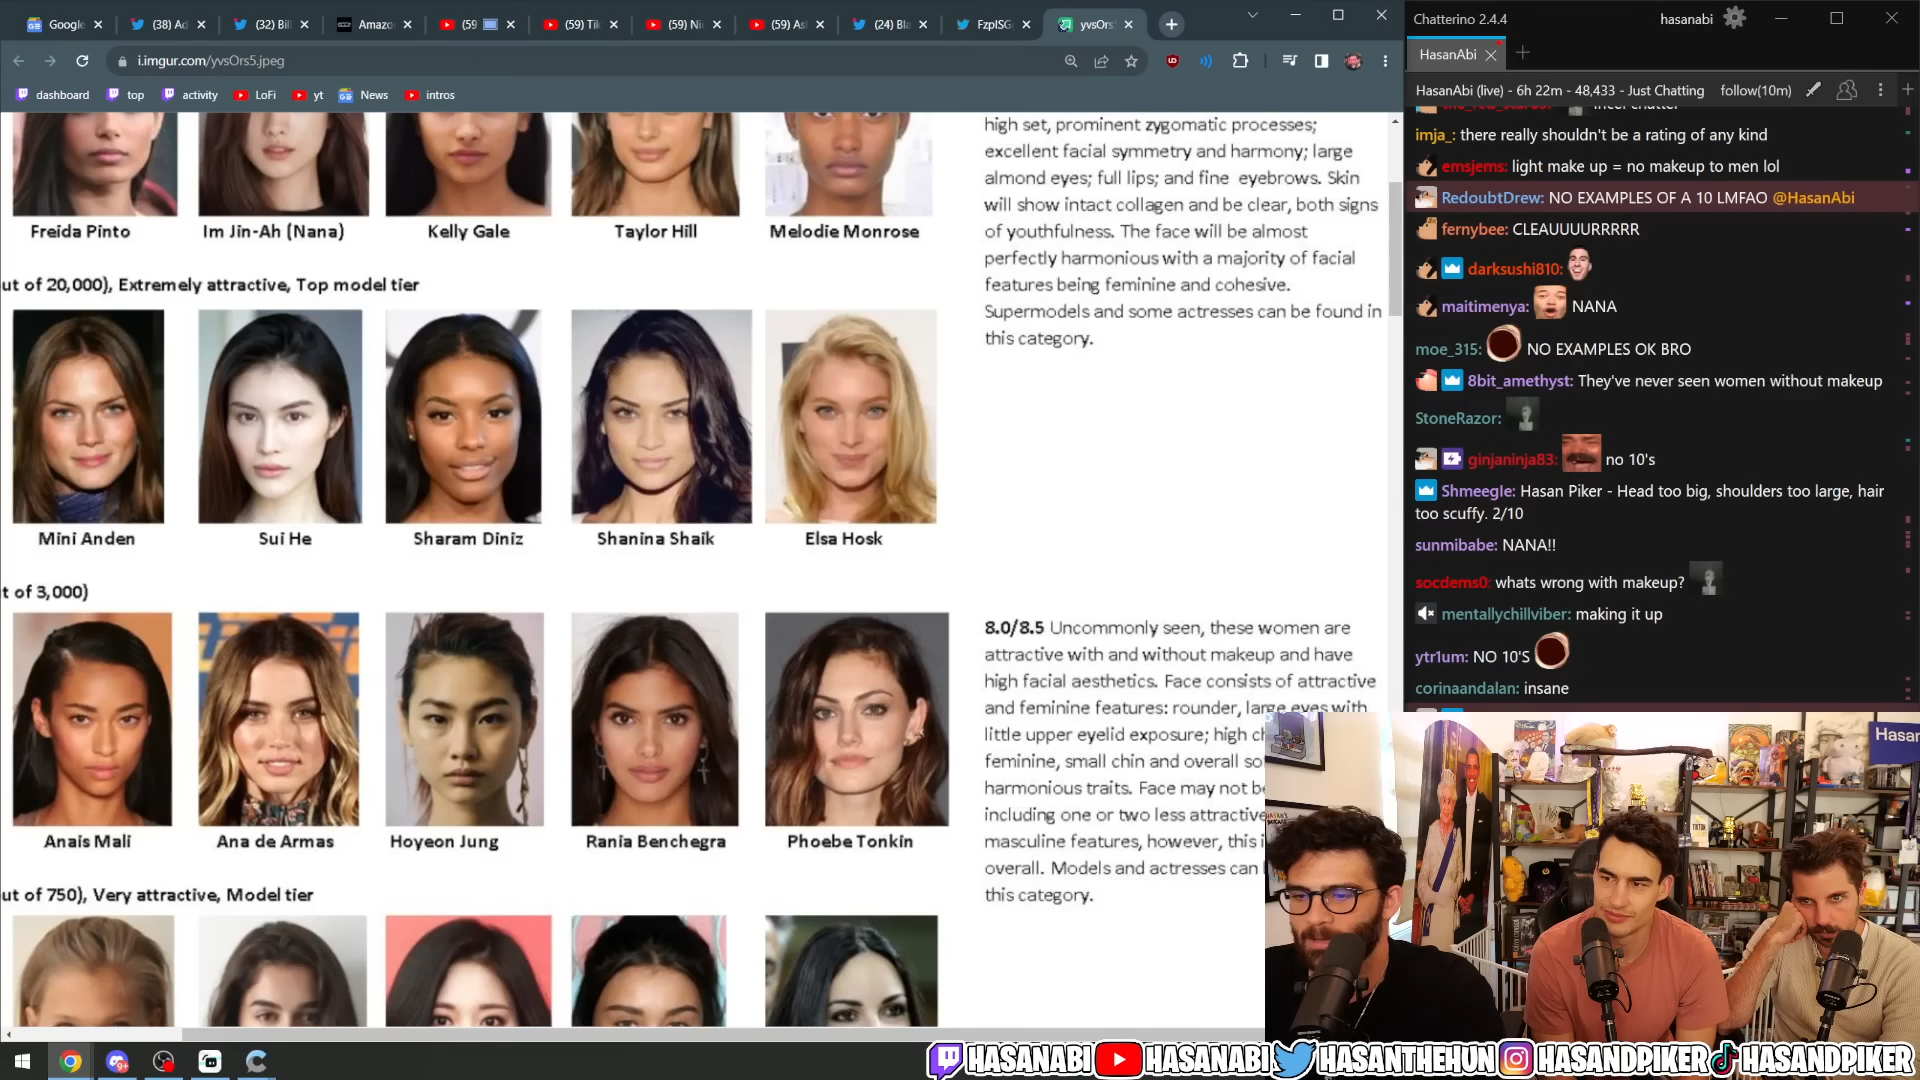 Google
(38) Ad
(32) Bil
Amazo
(59)
(59) Tik
(59) Ni
(59) Asl
(24) Bla
FzpISG
yvsOrs
i.imgur.com/yvsOrs5.jpeg
dashboard
top
activity
LoFi
yt
News
intros
Freida Pinto
Im Jin-Ah (Nana)
Kelly Gale
Taylor Hill
Melodie Monrose
ut of 20,000), Extremely attractive, Top model tier
Mini Anden
Sui He
Sharam Diniz
Shanina Shaik
Elsa Hosk
t of 3,000)
Anais Mali
Ana de Armas
Hoyeon Jung
Rania Benchegra
Phoebe Tonkin
ut of 750), Very attractive, Model tier
high set, prominent zygomatic processes;
excellent facial symmetry and harmony; large
almond eyes; full lips; and fine eyebrows. Skin
will show intact collagen and be clear, both signs
of youthfulness. The face will be almost
perfectly harmonious with a majority of facial
features being feminine and cohesive.
Supermodels and some actresses can be found in
this category.
8.0/8.5 Uncommonly seen, these women are
attractive with and without makeup and have
high facial aesthetics. Face consists of attractive
and feminine features: rounder, large eyes with
little upper eyelid exposure; high ch
feminine, small chin and overall so
harmonious traits. Face may not be
including one or two less attractive
masculine features, however, this i
overall. Models and actresses can
this category.
Chatterino 2.4.4
hasanabi
HasanAbi
HasanAbi (live) - 6h 22m - 48,433 - Just Chatting
follow(10m)
imja_: there really shouldn't be a rating of any kind
emsjems: light make up = no makeup to men lol
RedoubtDrew: NO EXAMPLES OF A 10 LMFAO @HasanAbi
fernybee: CLEAUUUURRRRR
darksushi810:
maitimenya: NANA
moe_315: NO EXAMPLES OK BRO
8bit_amethyst: They've never seen women without makeup
StoneRazor:
ginjaninja83: no 10's
Shmeegle: Hasan Piker - Head too big, shoulders too large, hair
too scuffy. 2/10
sunmibabe: NANA!!
socdems0: whats wrong with makeup?
mentallychillviber: making it up
ytr1um: NO 10'S
corinaandalan: insane
Hasan
HASANABI
HASANABI
HASANTHEHUN
HASANDPIKER
HASANDPIKER